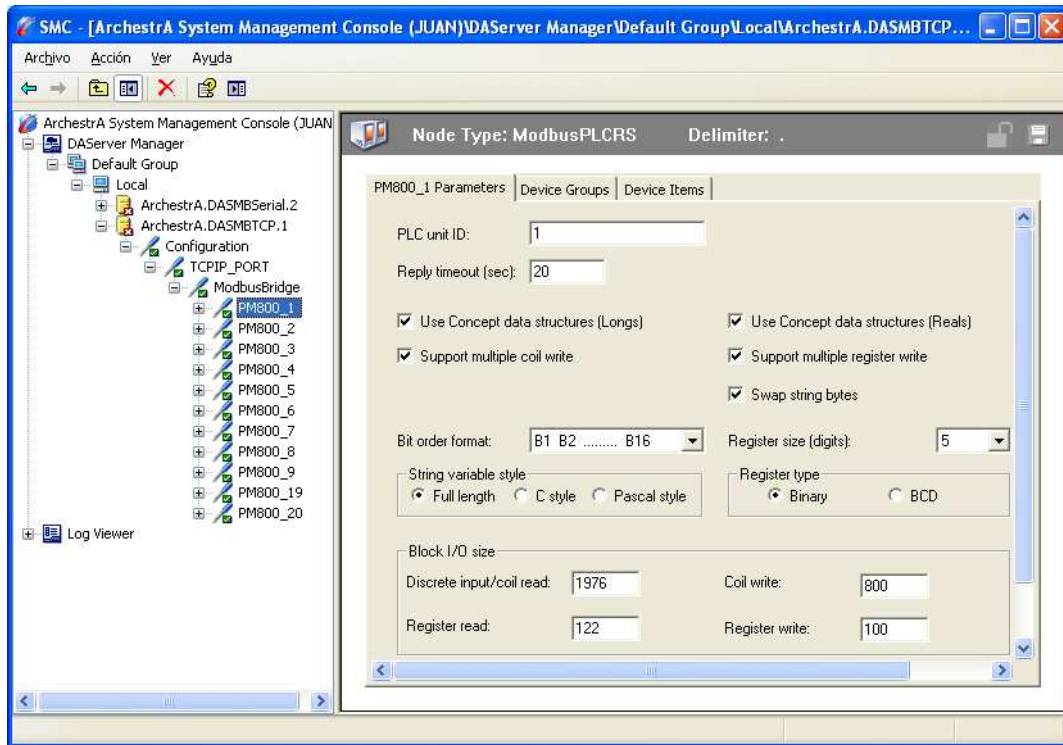 SMC - [ArchestrA System Management Console (JUAN)\DAServer Manager\Default Group\Local\ArchestrA.DASMBTCP...
Archivo Acción Ver Ayuda
ArchestrA System Management Console (JUAN
DAServer Manager
Default Group
Local
ArchestrA.DASMBSerial.2
ArchestrA.DASMBTCP.1
Configuration
TCPIP_PORT
ModbusBridge
PM800_1
PM800_2
PM800_3
PM800_4
PM800_5
PM800_6
PM800_7
PM800_8
PM800_9
PM800_19
PM800_20
Log Viewer
Node Type: ModbusPLCRS Delimiter: .
PM800_1 Parameters Device Groups Device Items
PLC unit ID: 1
Reply timeout (sec): 20
Use Concept data structures (Longs) Use Concept data structures (Reals)
Support multiple coil write Support multiple register write
Swap string bytes
Bit order format: B1 B2 ......... B16 Register size (digits): 5
String variable style Register type
Full length C style Pascal style Binary BCD
Block I/O size
Discrete input/coil read: 1976 Coil write: 800
Register read: 122 Register write: 100